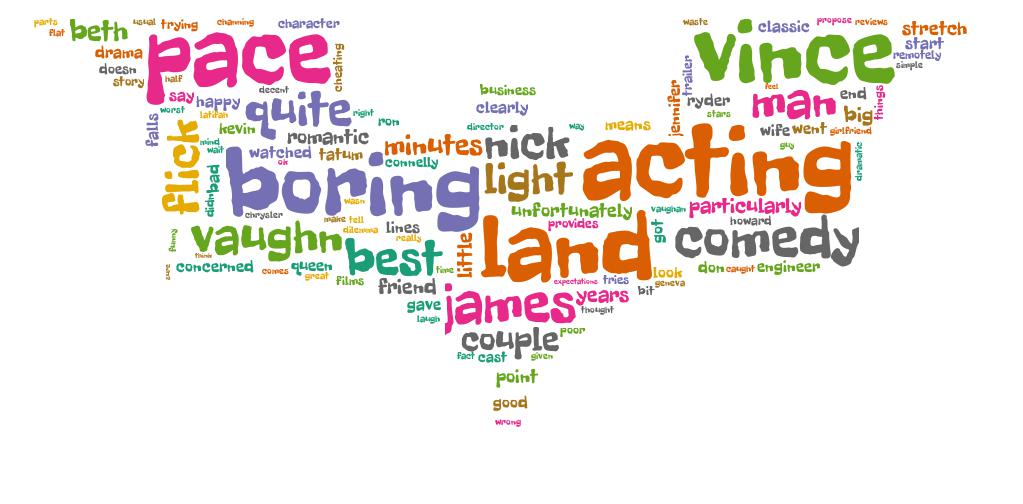 parts
flat
beth
usual
trying
channing
character
drama
pace
doesn
story
half
cheating
say
happy
decent
worst
latifah
quite
right
ron
falls
flick
kevin
romantic
mind
wait
watched
tatum
ok
minutes
connelly
bad
didn
boring
wasn
chrysler
make
tell
dilemma
lines
really
funny
vaughn
think
sure
concerned
comes
queen
great
films
best
time
little
friend
gave
laugh
james
business
clearly
director
way
nick
light
means
unfortunately
provides
land
vaughan
got
expectations
tries
look
geneva
bit
years
thought
couple
poor
fact
cast
given
point
good
wrong
waste
classic
propose
reviews
stretch
start
remotely
simple
vince
trailer
jennifer
ryder
stars
feel
man
end
things
big
wife
went
girlfriend
guy
acting
dramatic
particularly
howard
comedy
don
caught
engineer